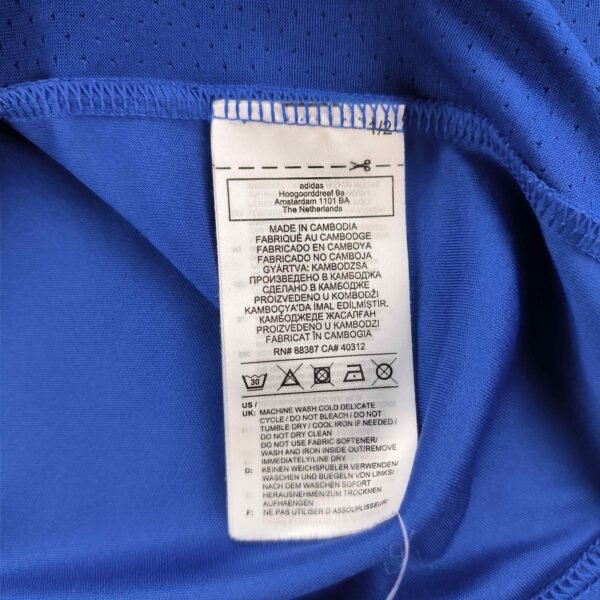 1/2
adidas
Hoogoorddreef 9a
Amsterdam 1101 BA
The Netherlands
MADE IN CAMBODIA
FABRIQUÉ AU CAMBODGE
FABRICADO EN CAMBOYA
FABRICADO NO CAMBOJA
GYÁRTVA: KAMBODZSA
ПРОИЗВЕДЕНО В КАМБОДЖА
СДЕЛАНО В КАМБОДЖЕ
PROIZVEDENO U KOMBODŽI
KAMBOÇYA'DA İMAL EDİLMİŞTİR.
КАМБОДЖЕДЕ ЖАСАЛҒАН
PROIZVEDENO U KAMBODZI
FABRICAT ÎN CAMBOGIA
RN# 88387 CA# 40312
30
US /
UK: MACHINE WASH COLD DELICATE
CYCLE / DO NOT BLEACH / DO NOT
TUMBLE DRY / COOL IRON IF NEEDED /
DO NOT DRY CLEAN
DO NOT USE FABRIC SOFTENER/
WASH AND IRON INSIDE OUT/REMOVE
IMMEDIATELY/LINE DRY
D: KEINEN WEICHSPUELER VERWENDEN/
WASCHEN UND BUEGELN VON LINKS/
NACH DEM WASCHEN SOFORT
HERAUSNEHMEN/ZUM TROCKNEN
AUFHAENGEN
F: NE PAS UTILISER D'ASSOUPLISSEUR/